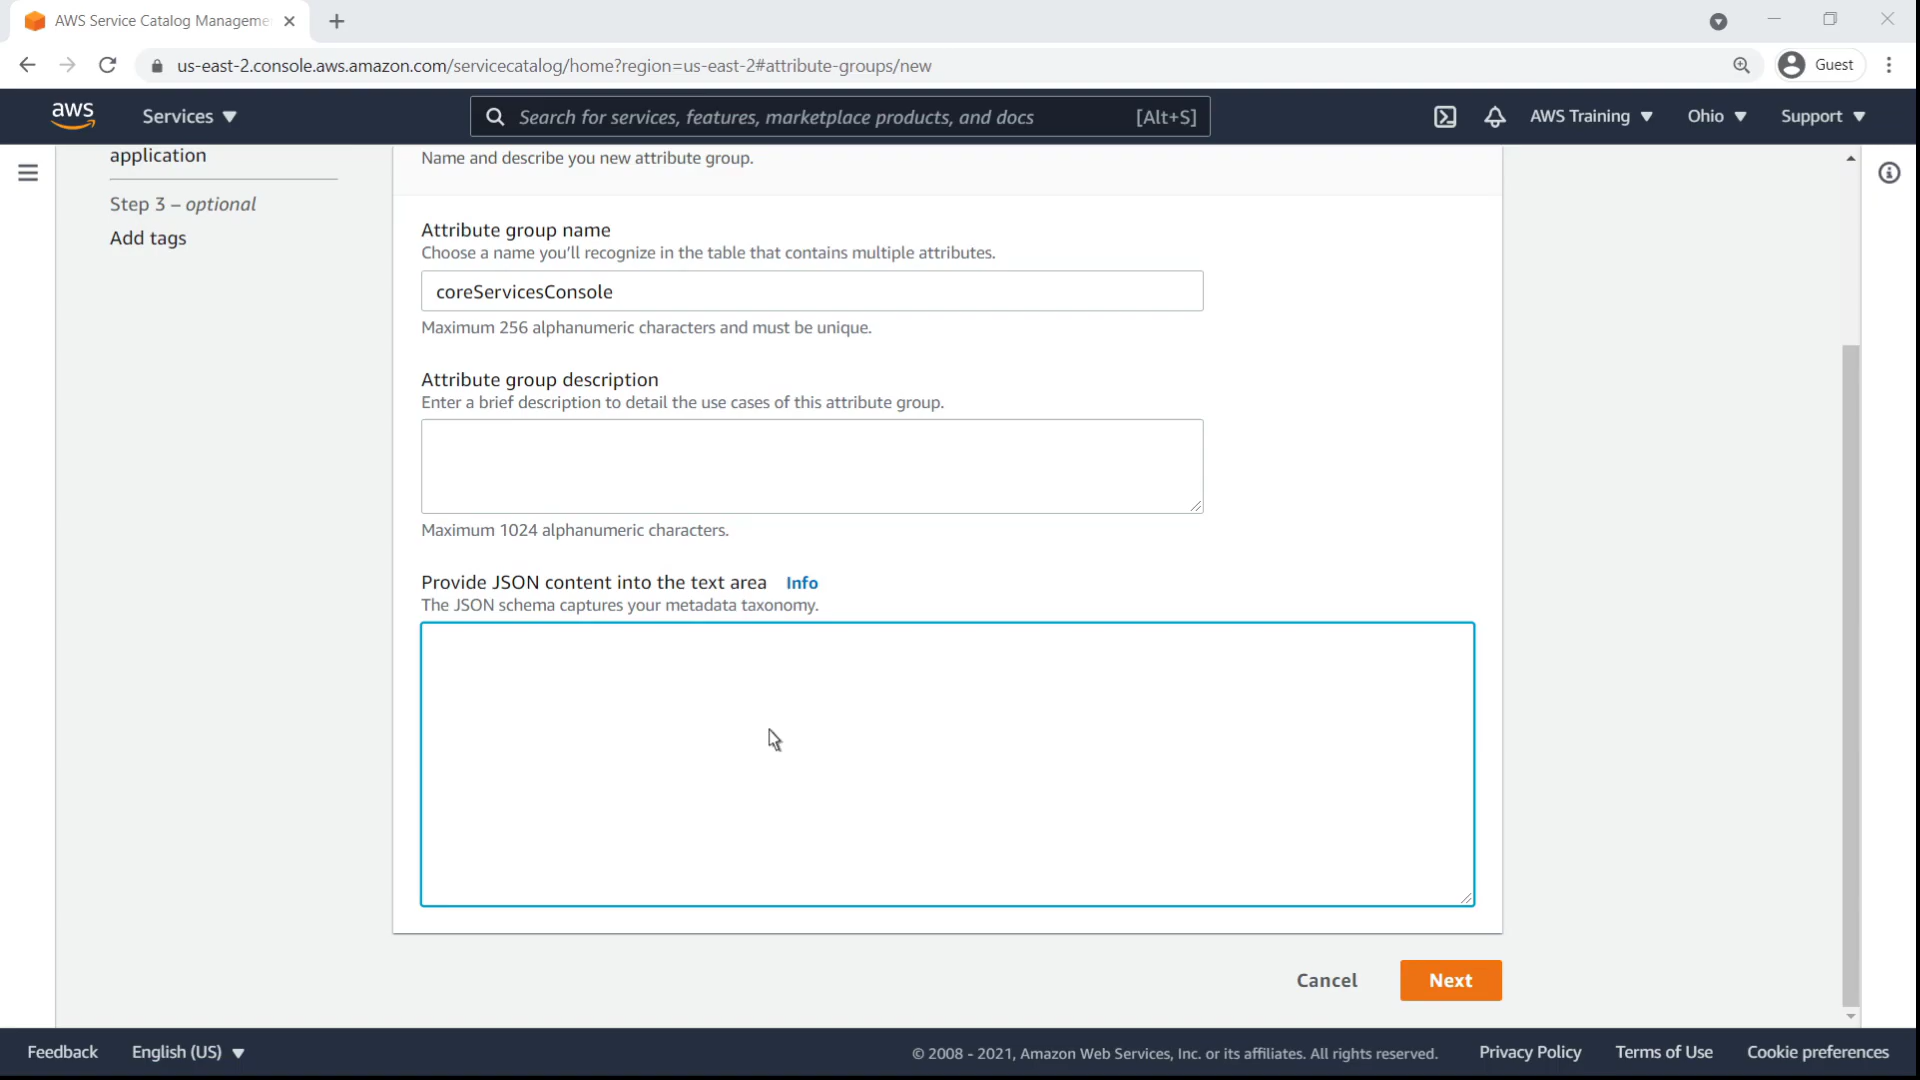 AWS Service Catalog Manageme
us-east-2.console.aws.amazon.com/servicecatalog/home?region=us-east-2#attribute-groups/new
Guest
aws
Services
Search for services, features, marketplace products, and docs
[Alt+S]
AWS Training
Ohio
Support
application
Step 3 – optional
Add tags
Name and describe you new attribute group.
Attribute group name
Choose a name you'll recognize in the table that contains multiple attributes.
coreServicesConsole
Maximum 256 alphanumeric characters and must be unique.
Attribute group description
Enter a brief description to detail the use cases of this attribute group.
Maximum 1024 alphanumeric characters.
Provide JSON content into the text area Info
The JSON schema captures your metadata taxonomy.
Cancel
Next
Feedback
English (US)
© 2008 - 2021, Amazon Web Services, Inc. or its affiliates. All rights reserved.
Privacy Policy
Terms of Use
Cookie preferences